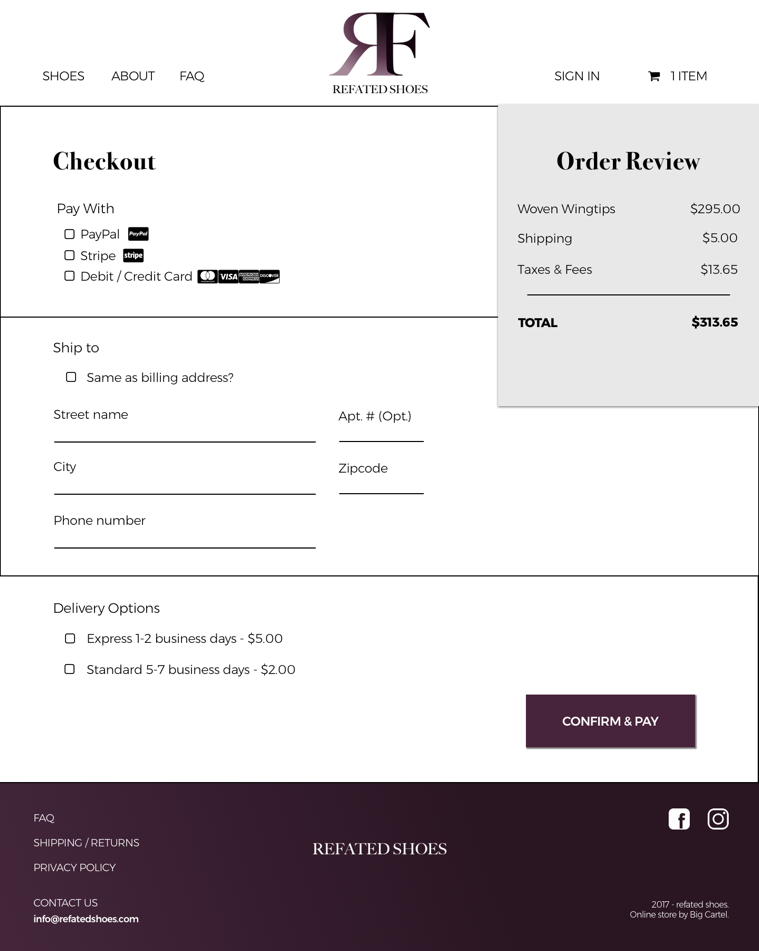 RF
REFATED SHOES
SHOES ABOUT FAQ
SIGN IN 1 ITEM
Checkout
Pay With
PayPal PayPal
Stripe stripe
Debit / Credit Card VISA DISCOVER
Ship to
Same as billing address?
Street name Apt. # (Opt.)
City Zipcode
Phone number
Order Review
Woven Wingtips $295.00
Shipping $5.00
Taxes & Fees $13.65
TOTAL $313.65
Delivery Options
Express 1-2 business days - $5.00
Standard 5-7 business days - $2.00
CONFIRM & PAY
FAQ
SHIPPING / RETURNS
PRIVACY POLICY
CONTACT US
info@refatedshoes.com
REFATED SHOES
2017 - refated shoes.
Online store by Big Cartel.